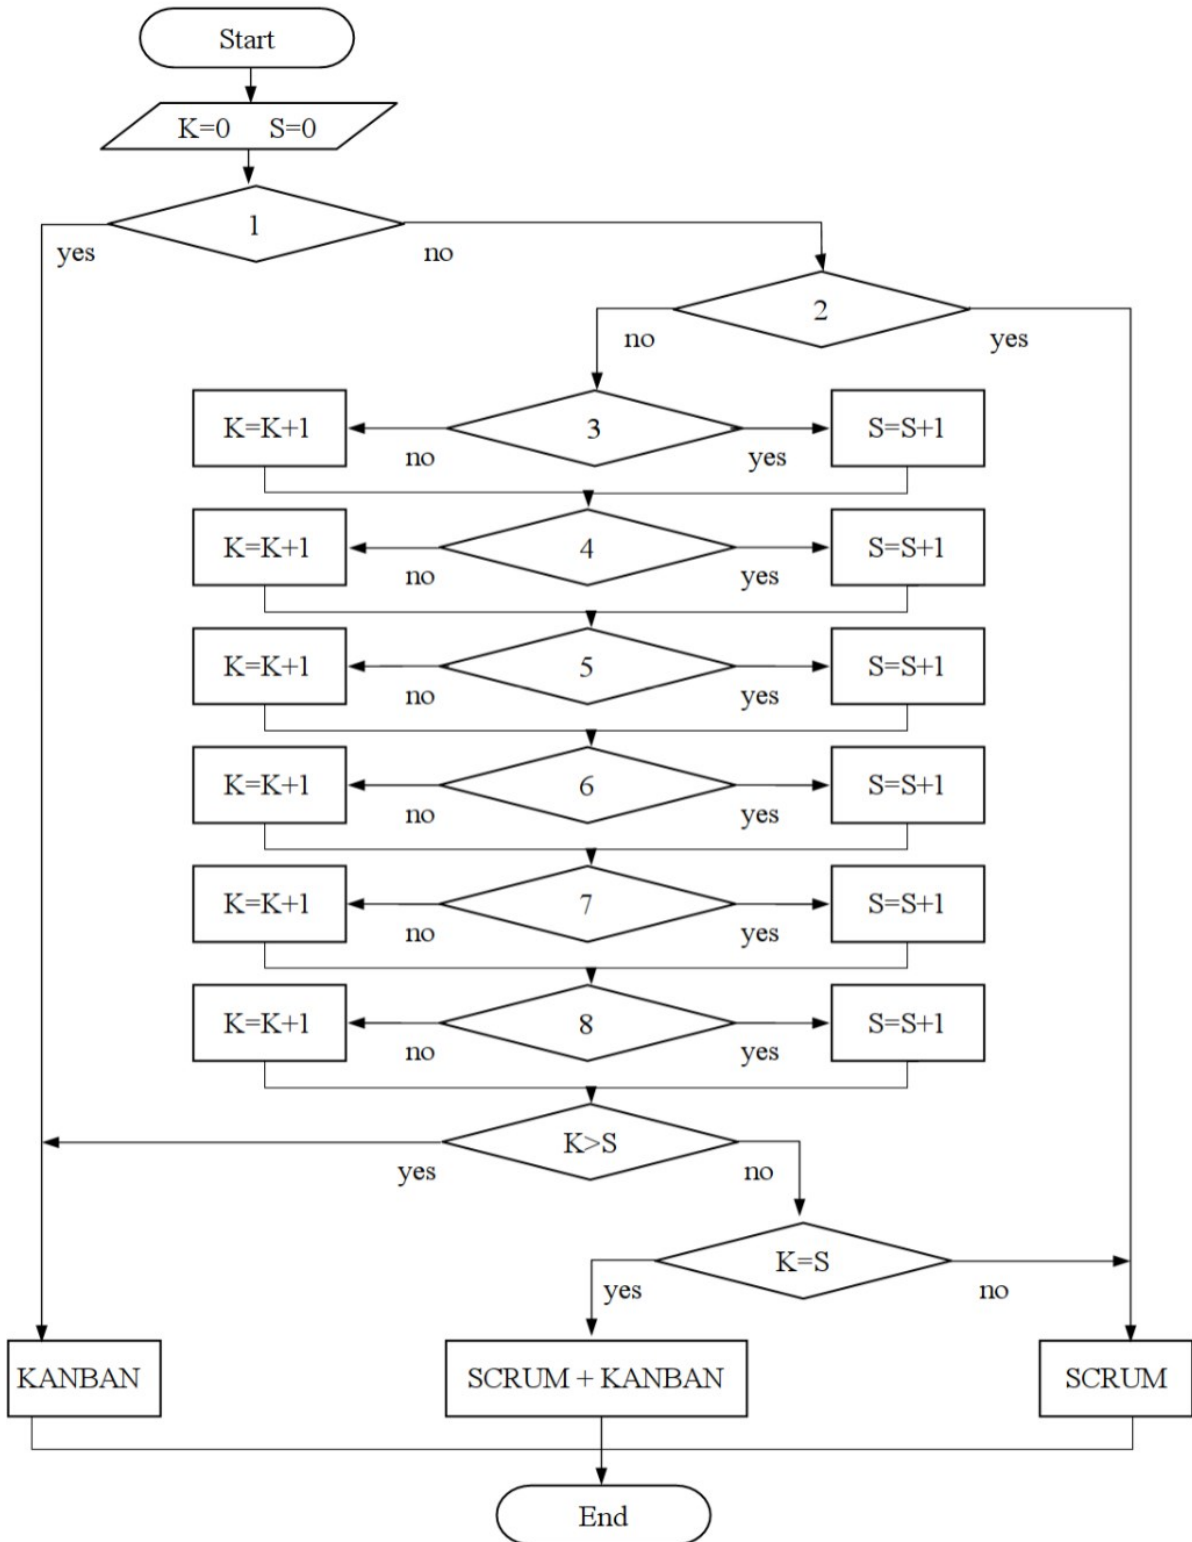 Start
K=0 S=0
1
yes no
2
no yes
K=K+1 3 S=S+1
no yes
K=K+1 4 S=S+1
no yes
K=K+1 5 S=S+1
no yes
K=K+1 6 S=S+1
no yes
K=K+1 7 S=S+1
no yes
K=K+1 8 S=S+1
no yes
K>S
yes no
K=S
yes no
KANBAN SCRUM + KANBAN SCRUM
End